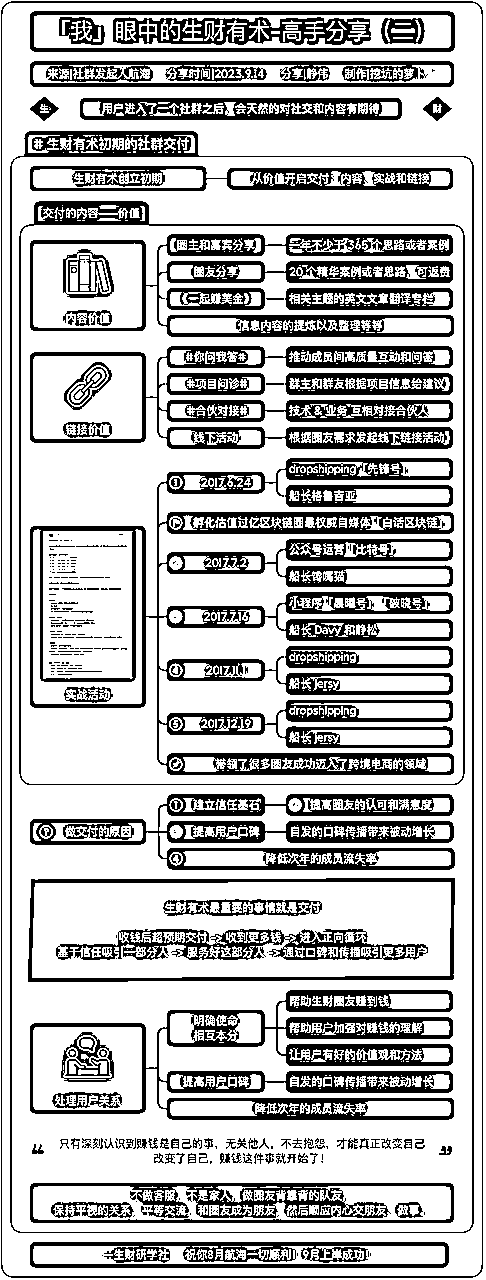 「我」眼中的生财有术-高手分享（二）
来源|社群发起人航海 分享时间|2023.9.14 分享|静伟 制作|挖坑的萝卜
生
用户进入了一个社群之后，会天然的对社交和内容有期待
财
# 生财有术初期的社群交付
生财有术创立初期
从价值开启交付：内容、实战和链接
[交付的内容——价值]
内容价值
圈主和嘉宾分享
一年不少于365个思路或者案例
圈友分享
20个精华案例或者思路，可返费
《一起赚美金》
相关主题的英文文章翻译专栏
信息内容的提炼以及整理等等
链接价值
#你问我答#
推动成员间高质量互动和问答
#项目问诊#
群主和群友根据项目信息给建议
#合伙对接#
技术&业务 互相对接合伙人
线下活动
根据圈友需求发起线下链接活动
实战活动
① 2017.6.24
dropshipping「先锋号」
船长格鲁吉亚
孵化估值过亿区块链圈最权威自媒体「白话区块链」
2017.7.2
公众号运营「比特号」
船长鸭嘴猫
2017.7.16
小程序「晨曦号」、「破晓号」
船长 Davy 和静松
④ 2017.11.1
dropshipping
船长 Jersy
⑤ 2017.12.19
dropshipping
船长 Jersy
带领了很多圈友成功迈入了跨境电商的领域
做交付的原因
① 建立信任基石
提高圈友的认可和满意度
提高用户口碑
自发的口碑传播带来被动增长
④ 降低次年的成员流失率
生财有术最重要的事情就是交付
收钱后超预期交付 -> 收到更多钱 -> 进入正向循环
基于信任吸引一部分人 -> 服务好这部分人 -> 通过口碑和传播吸引更多用户
处理用户关系
明确使命
相互本分
帮助生财圈友赚到钱
帮助用户加强对赚钱的理解
让用户有好的价值观和方法
提高用户口碑
自发的口碑传播带来被动增长
降低次年的成员流失率
只有深刻认识到赚钱是自己的事，无关他人，不去抱怨，才能真正改变自己
改变了自己，赚钱这件事就开始了！
不做客服，不是家人，做圈友背靠背的队友
保持平视的关系，平等交流，和圈友成为朋友，然后顺应内心交朋友、做事。
生财研学社 祝你8月航海一切顺利！9月上岸成功！